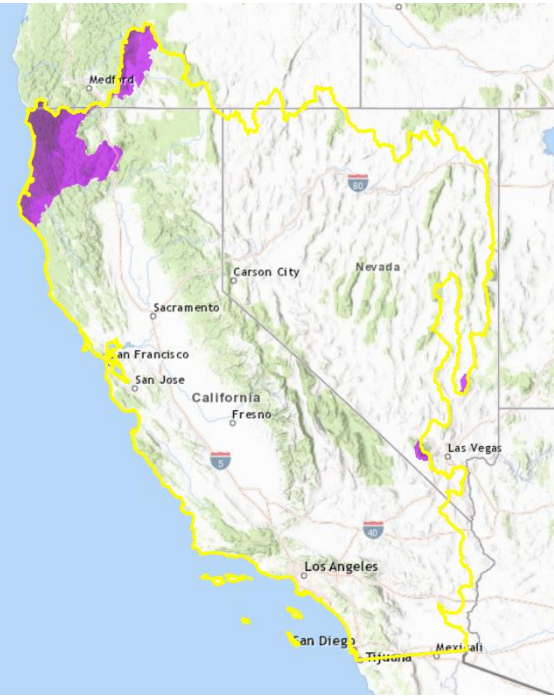 Medford
80
Carson City
Nevada
Sacramento
San Francisco
San Jose
California
Fresno
Las Vegas
5
40
Los Angeles
San Diego
Tijuana
Mexicali